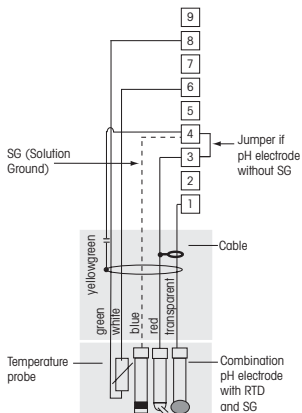 9
8
7
6
5
4
3
2
1
SG (Solution
Ground)
Jumper if
pH electrode
without SG
Cable
yellowgreen
green
white
blue
red
transparent
Temperature
probe
Combination
pH electrode
with RTD
and SG